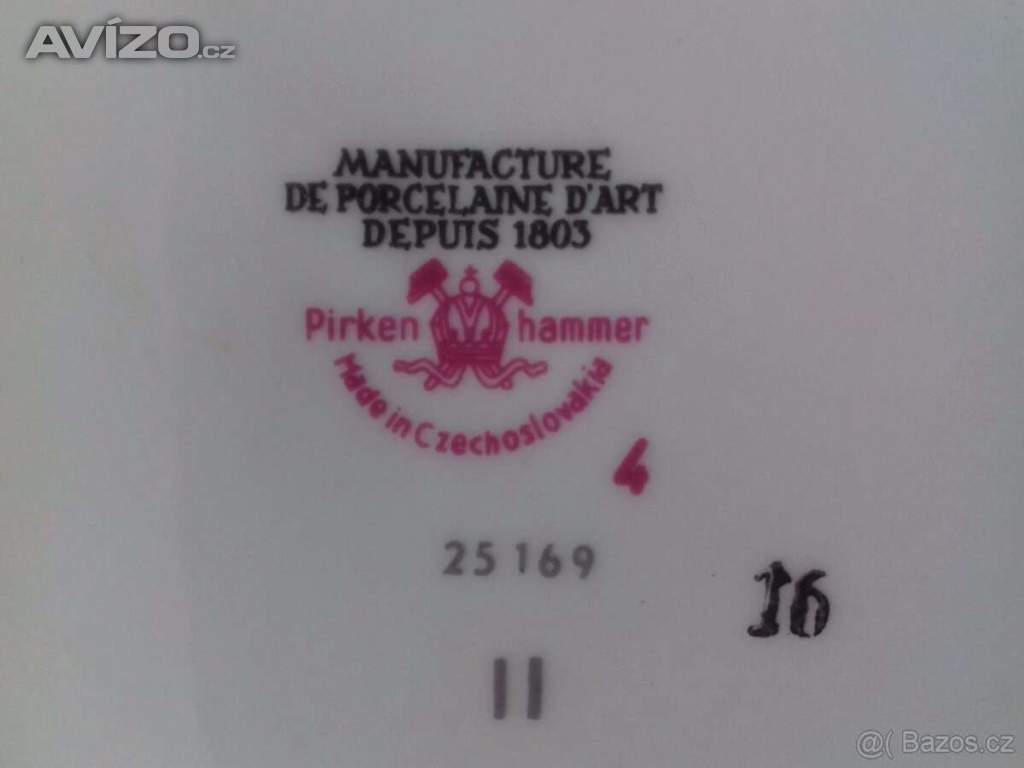 AVÍZO.CZ
MANUFACTURE
DE PORCELAINE D'ART
DEPUIS 1803
Pirken hammer
Made in Czechoslovakia
4
25 169
16
II
@( Bazos.cz